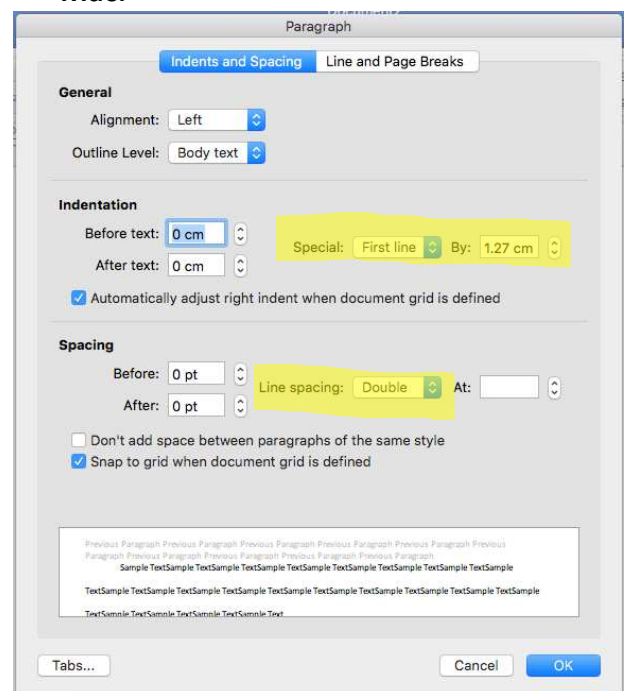 Paragraph
Indents and Spacing Line and Page Breaks
General
Alignment: Left
Outline Level: Body text
Indentation
Before text: 0 cm
Special: First line By: 1.27 cm
After text: 0 cm
Automatically adjust right indent when document grid is defined
Spacing
Before: 0 pt
Line spacing: Double At:
After: 0 pt
Don't add space between paragraphs of the same style
Snap to grid when document grid is defined
Previous Paragraph Previous Paragraph Previous Paragraph Previous Paragraph Previous Paragraph Previous
Paragraph Previous Paragraph Previous Paragraph Previous Paragraph Previous Paragraph
Sample TextSample TextSample TextSample TextSample TextSample TextSample TextSample TextSample
TextSample TextSample TextSample TextSample TextSample TextSample TextSample TextSample TextSample
TextSample TextSample TextSample TextSample Text
Tabs... Cancel OK